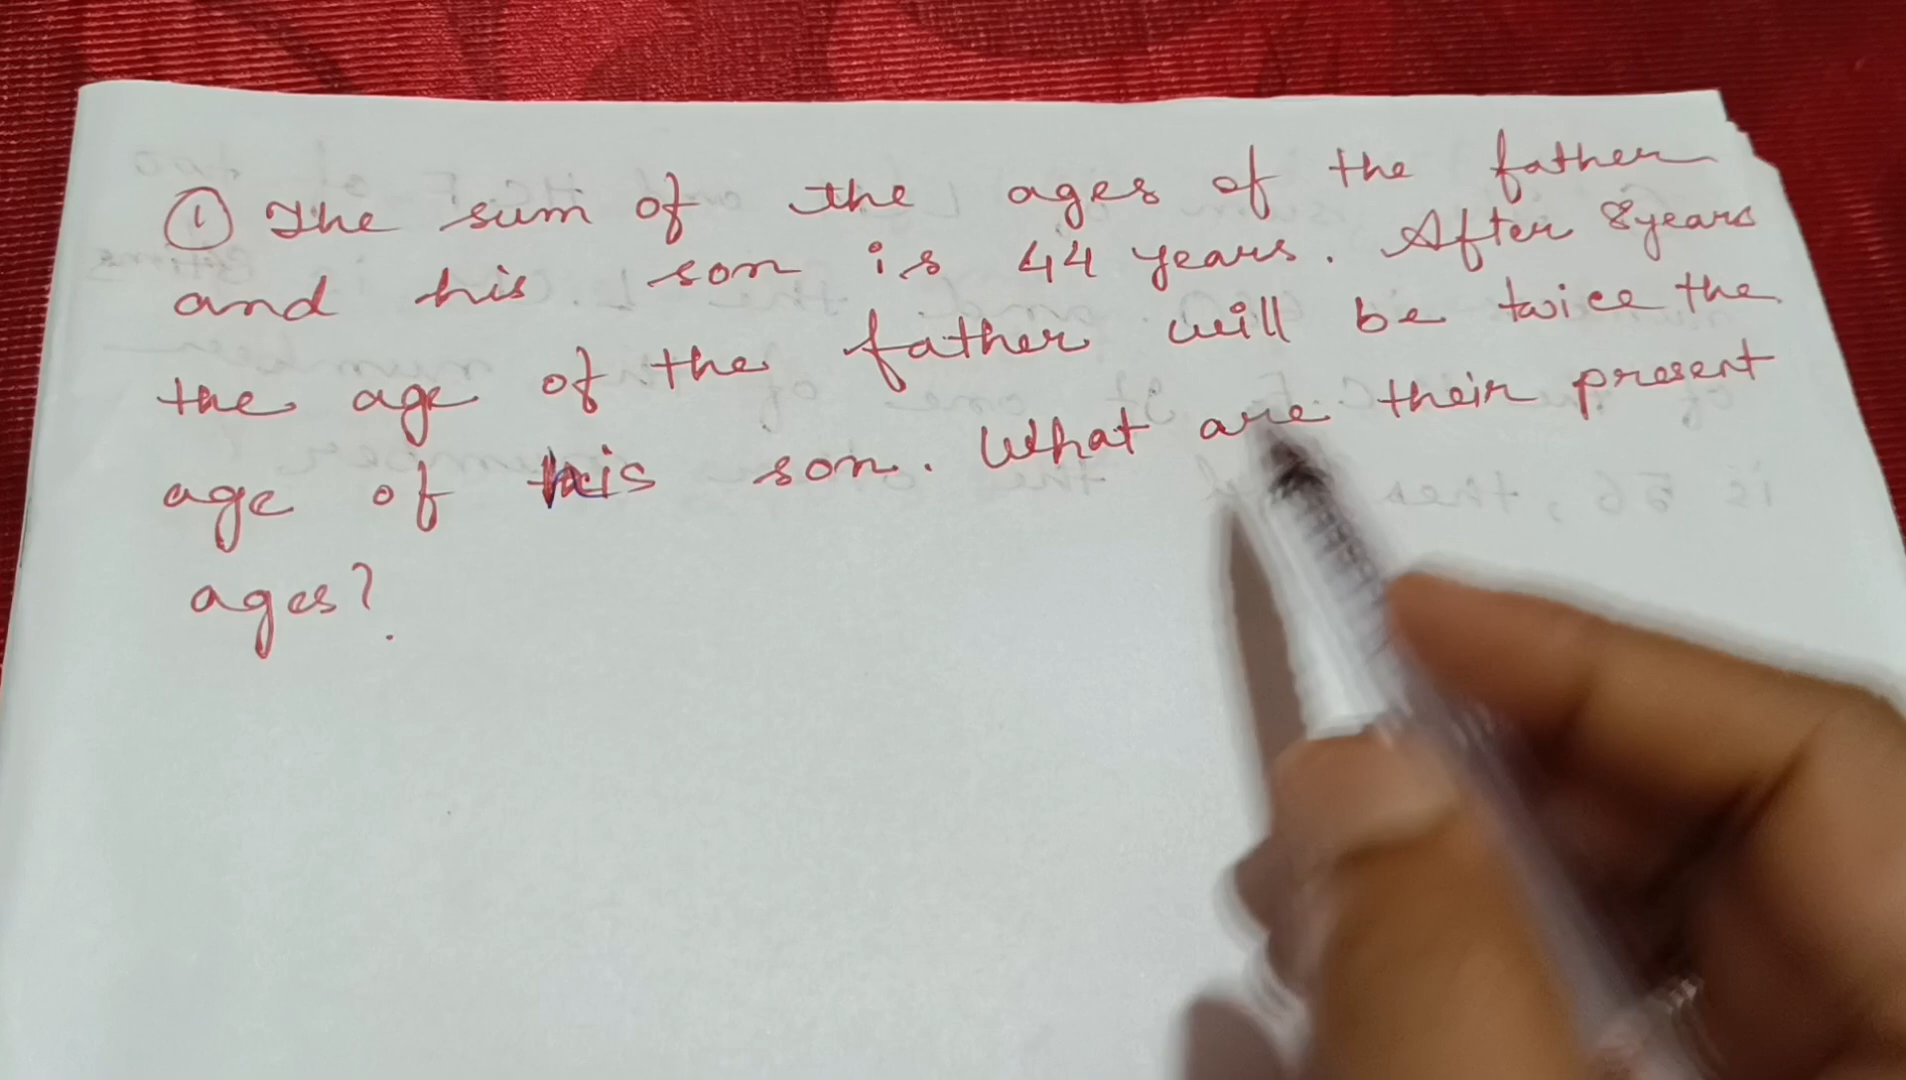 ① The sum of the ages of the father
and his son is 44 years. After 8 years
the age of the father will be twice the
age of his son. What are their present
ages?